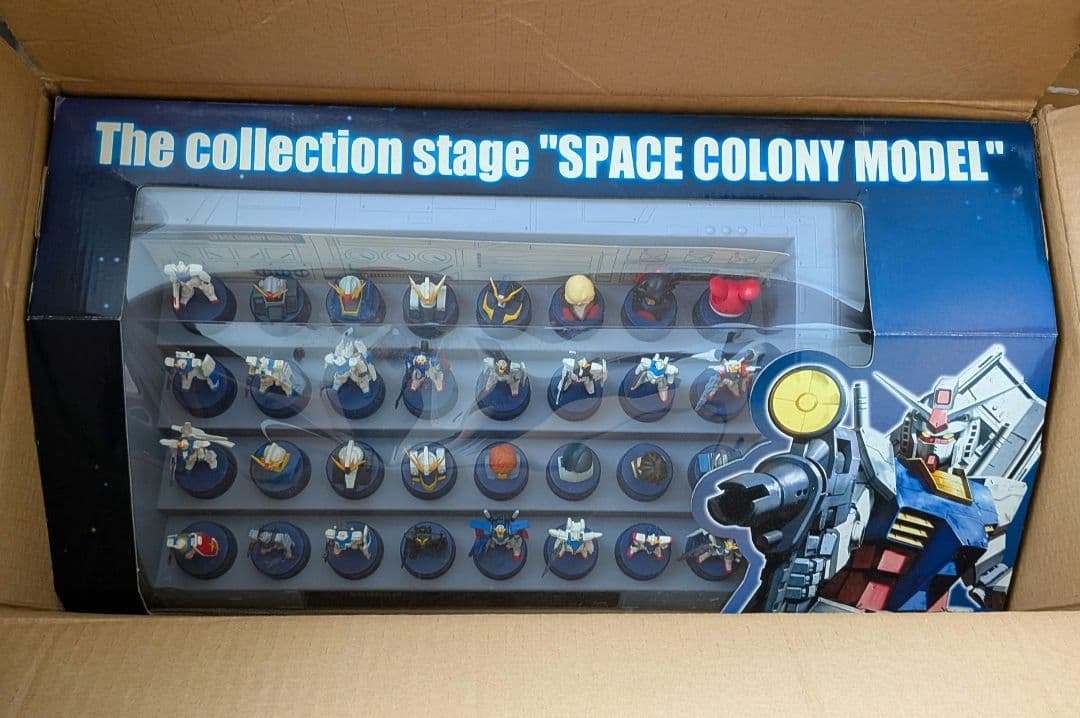 The collection stage "SPACE COLONY MODEL"